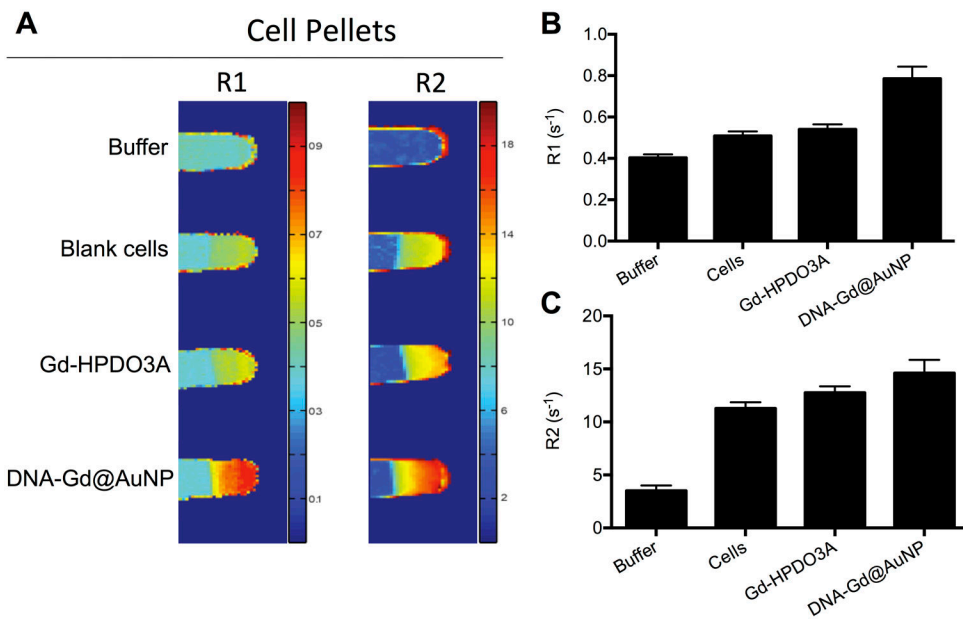 A
Cell Pellets
R1
R2
Buffer
Blank cells
Gd-HPDO3A
DNA-Gd@AuNP
09
07
05
03
0.1
18
14
10
6
2
B
R1 (s⁻¹)
1.0
0.8
0.6
0.4
0.2
0.0
Buffer
Cells
Gd-HPDO3A
DNA-Gd@AuNP
C
R2 (s⁻¹)
20
15
10
5
0
Buffer
Cells
Gd-HPDO3A
DNA-Gd@AuNP